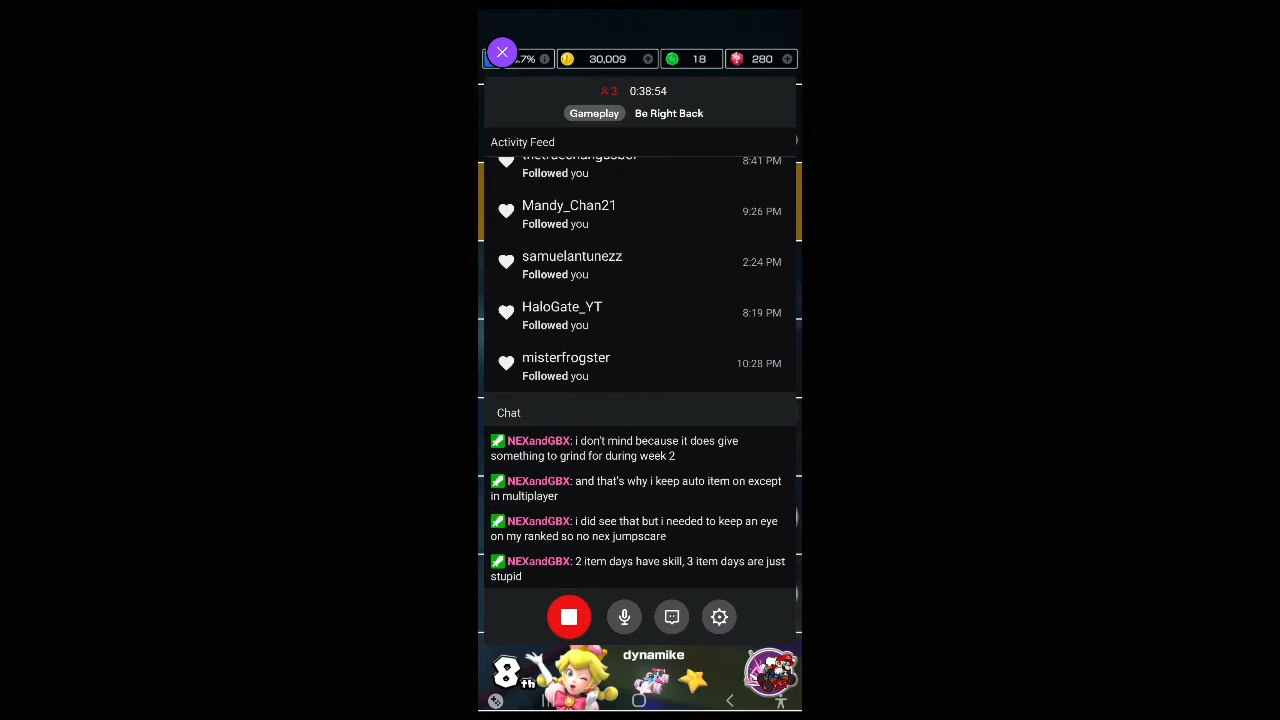 .7%
30,009
18
280
3 0:38:54
Gameplay Be Right Back
Activity Feed
8:41 PM
Followed you
Mandy_Chan21
9:26 PM
Followed you
samuelantunezz
2:24 PM
Followed you
HaloGate_YT
8:19 PM
Followed you
misterfrogster
10:28 PM
Followed you
Chat
NEXandGBX: i don't mind because it does give
something to grind for during week 2
NEXandGBX: and that's why i keep auto item on except
in multiplayer
NEXandGBX: i did see that but i needed to keep an eye
on my ranked so no nex jumpscare
NEXandGBX: 2 item days have skill, 3 item days are just
stupid
dynamike
8th